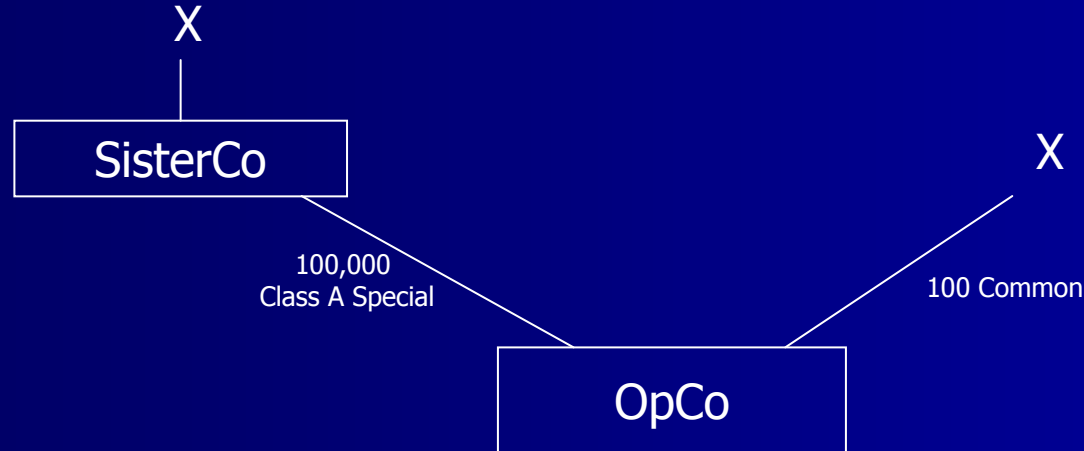 X
SisterCo
X
100,000
Class A Special
100 Common
OpCo